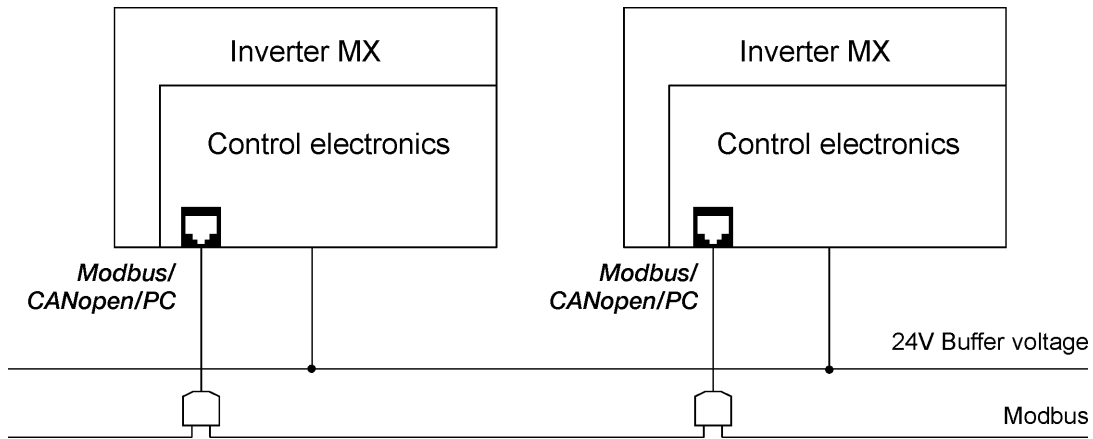 Inverter MX
Inverter MX
Control electronics
Control electronics
Modbus/
CANopen/PC
Modbus/
CANopen/PC
24V Buffer voltage
Modbus